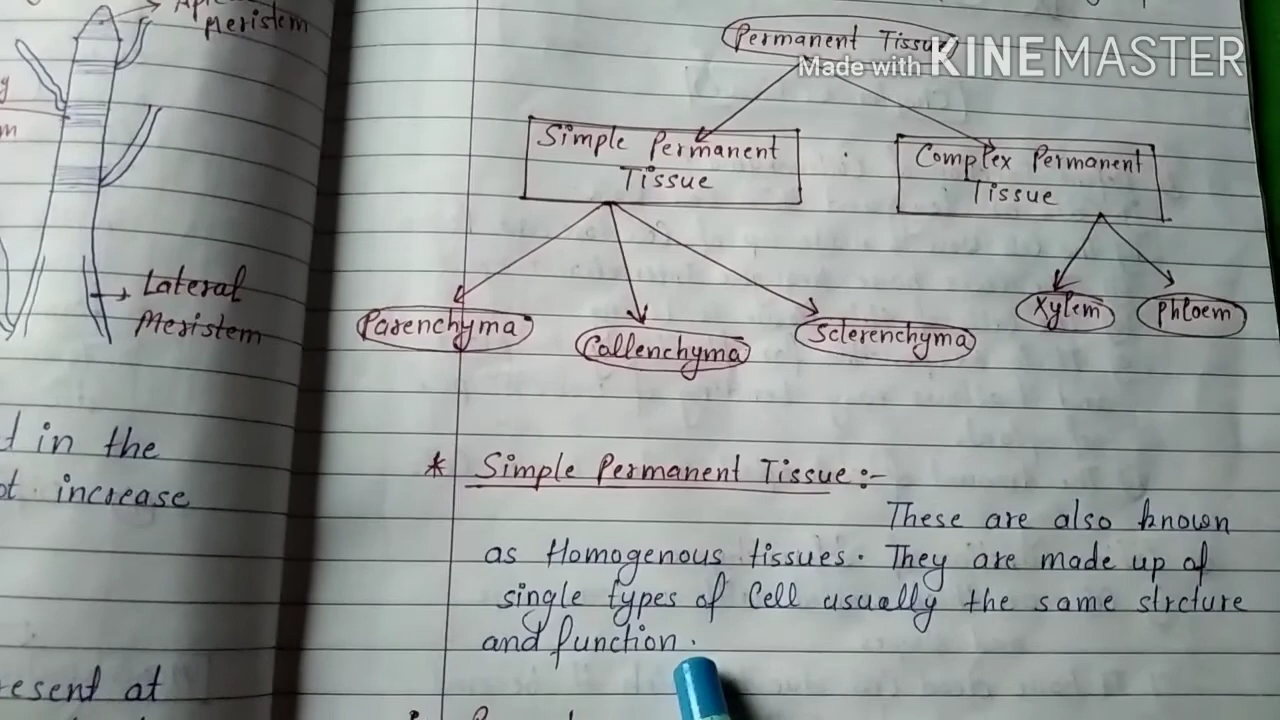 Meristem
Lateral
Meristem
t in the
ot increase
esent at
Permanent Tissue
Made with KINEMASTER
Simple Permanent
Tissue
Complex Permanent
Tissue
Parenchyma
Collenchyma
Sclerenchyma
Xylem
Phloem
* Simple Permanent Tissue :-
These are also known
as Homogenous tissues. They are made up of
single types of Cell usually the same strcture
and function.